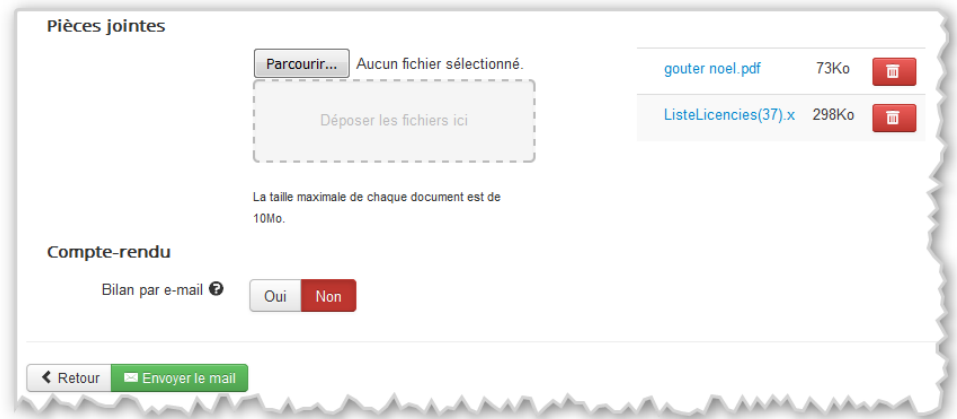 Pièces jointes
Parcourir... Aucun fichier sélectionné.
gouter noel.pdf 73Ko
Déposer les fichiers ici
ListeLicencies(37).x 298Ko
La taille maximale de chaque document est de
10Mo.
Compte-rendu
Bilan par e-mail ? Oui Non
Retour Envoyer le mail